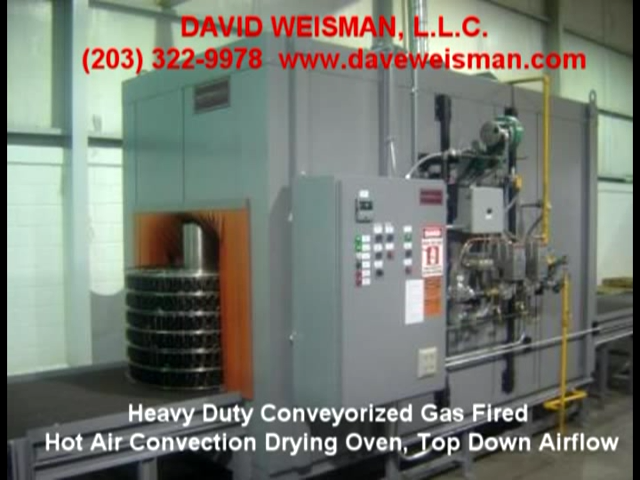 DAVID WEISMAN, L.L.C.
(203) 322-9978 www.daveweisman.com
Heavy Duty Conveyorized Gas Fired
Hot Air Convection Drying Oven, Top Down Airflow